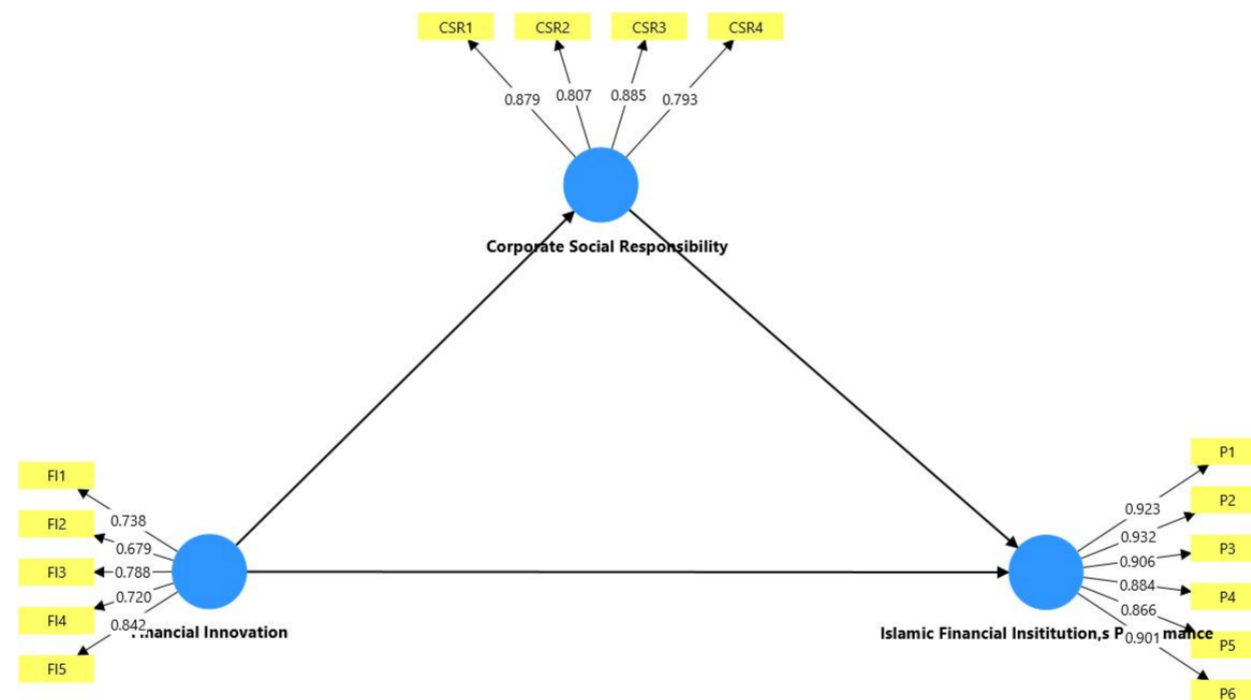 CSR1 CSR2 CSR3 CSR4
0.879 0.807 0.885 0.793
Corporate Social Responsibility
FI1
FI2
FI3
FI4
FI5
0.738
0.679
0.788
0.720
0.842
nancial Innovation
P1
P2
P3
P4
P5
P6
0.923
0.932
0.906
0.884
0.866
0.901
Islamic Financial Insititution,s P mance